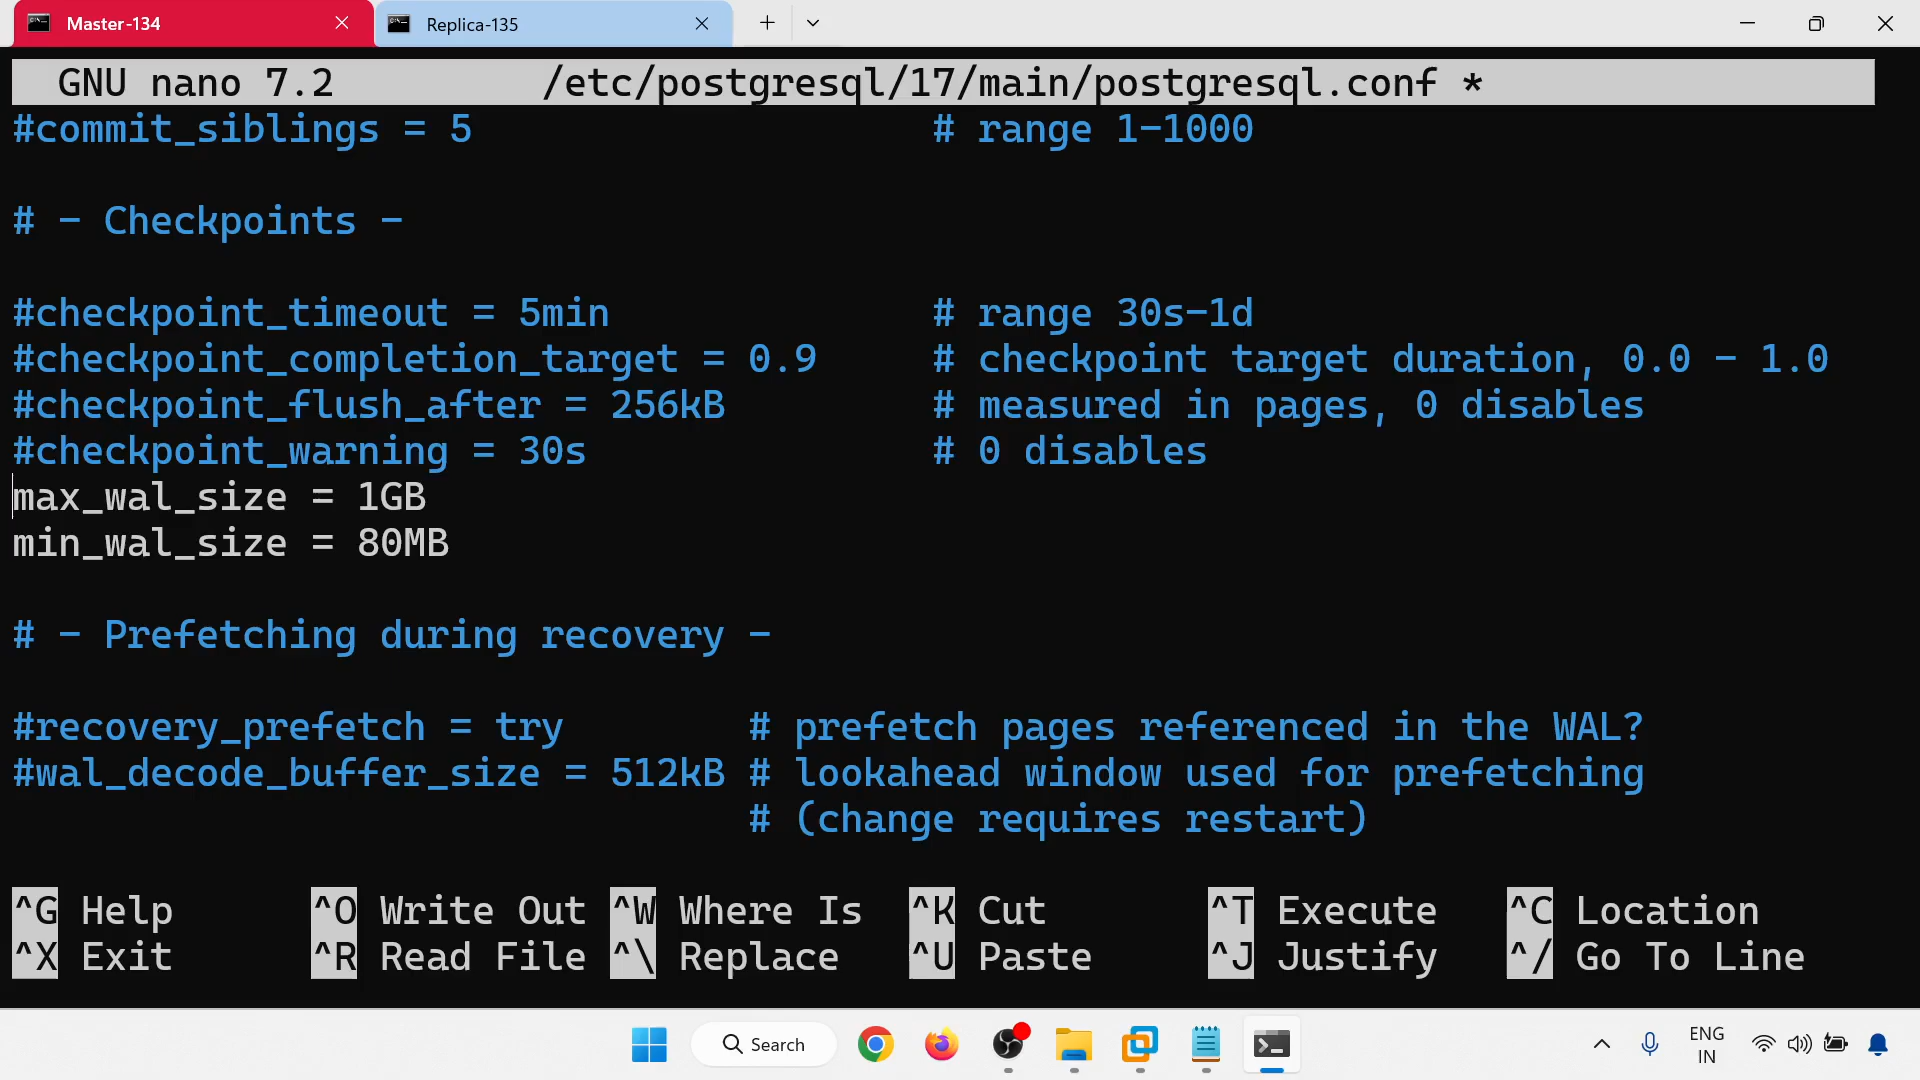 Master-134
Replica-135
GNU nano 7.2 /etc/postgresql/17/main/postgresql.conf *
#commit_siblings = 5 # range 1-1000
# - Checkpoints -
#checkpoint_timeout = 5min # range 30s-1d
#checkpoint_completion_target = 0.9 # checkpoint target duration, 0.0 - 1.0
#checkpoint_flush_after = 256kB # measured in pages, 0 disables
#checkpoint_warning = 30s # 0 disables
max_wal_size = 1GB
min_wal_size = 80MB
# - Prefetching during recovery -
#recovery_prefetch = try # prefetch pages referenced in the WAL?
#wal_decode_buffer_size = 512kB # lookahead window used for prefetching
# (change requires restart)
^G Help ^O Write Out ^W Where Is ^K Cut ^T Execute ^C Location
^X Exit ^R Read File ^\ Replace ^U Paste ^J Justify ^/ Go To Line
Search
ENG
IN